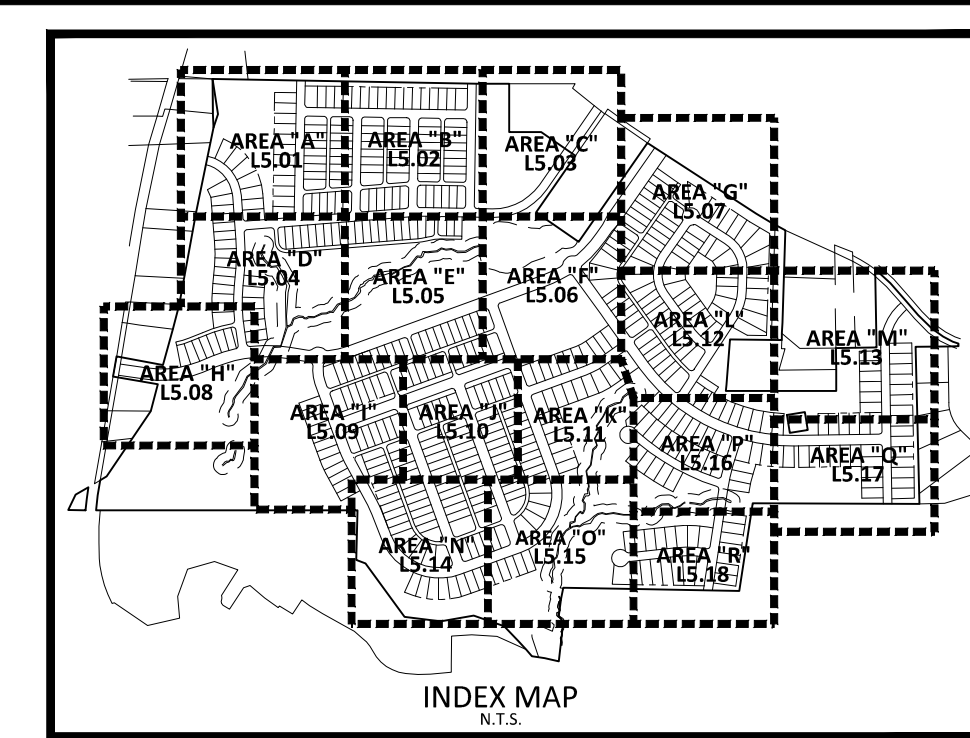 AREA "A"
L5.01
AREA "B"
L5.02
AREA "C"
L5.03
AREA "G"
L5.07
AREA "D"
L5.04
AREA "E"
L5.05
AREA "F"
L5.06
AREA "L"
L5.12
AREA "M"
L5.13
AREA "H"
L5.08
AREA "I"
L5.09
AREA "J"
L5.10
AREA "K"
L5.11
AREA "P"
L5.16
AREA "Q"
L5.17
AREA "N"
L5.14
AREA "O"
L5.15
AREA "R"
L5.18
INDEX MAP
N.T.S.